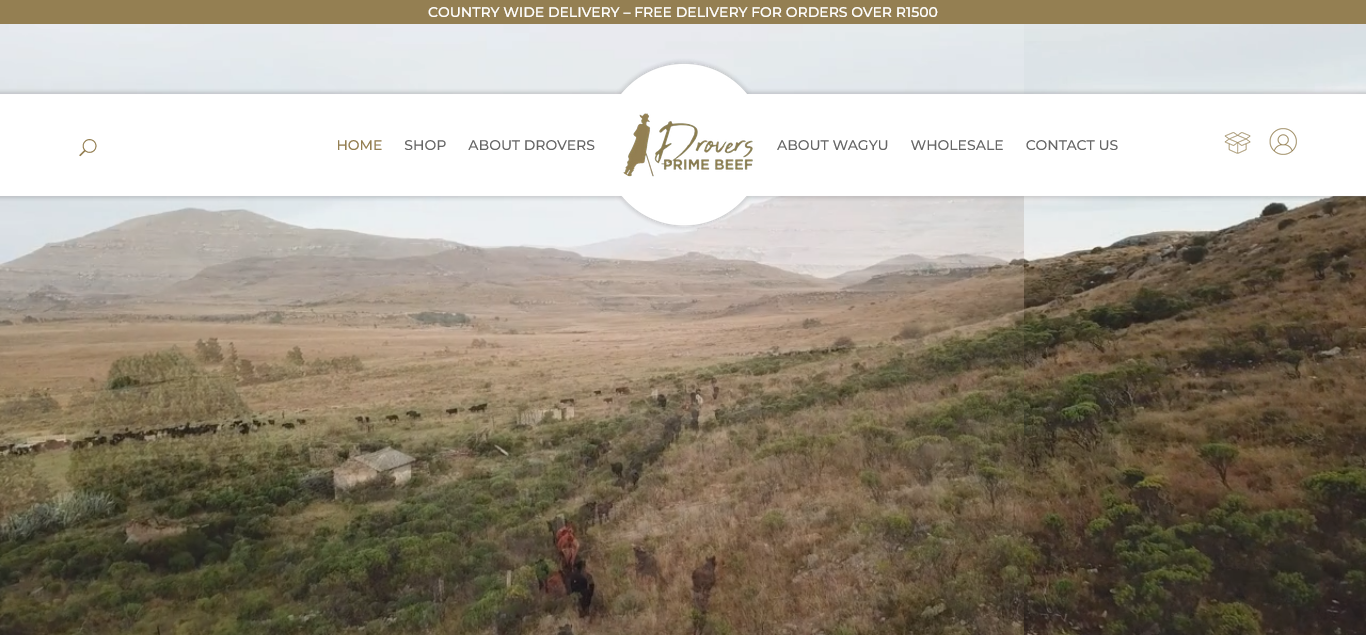 COUNTRY WIDE DELIVERY – FREE DELIVERY FOR ORDERS OVER R1500
HOME SHOP ABOUT DROVERS
Drovers
PRIME BEEF
ABOUT WAGYU WHOLESALE CONTACT US